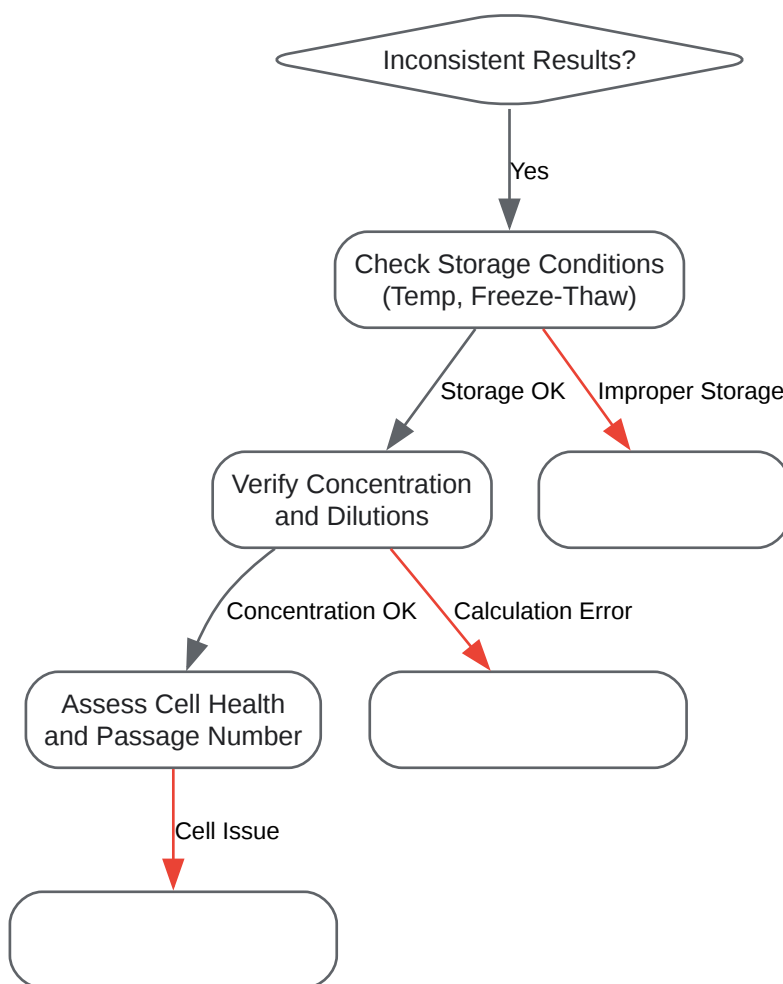 Inconsistent Results?
Yes
Check Storage Conditions
(Temp, Freeze-Thaw)
Storage OK
Improper Storage
Verify Concentration
and Dilutions
Concentration OK
Calculation Error
Assess Cell Health
and Passage Number
Cell Issue